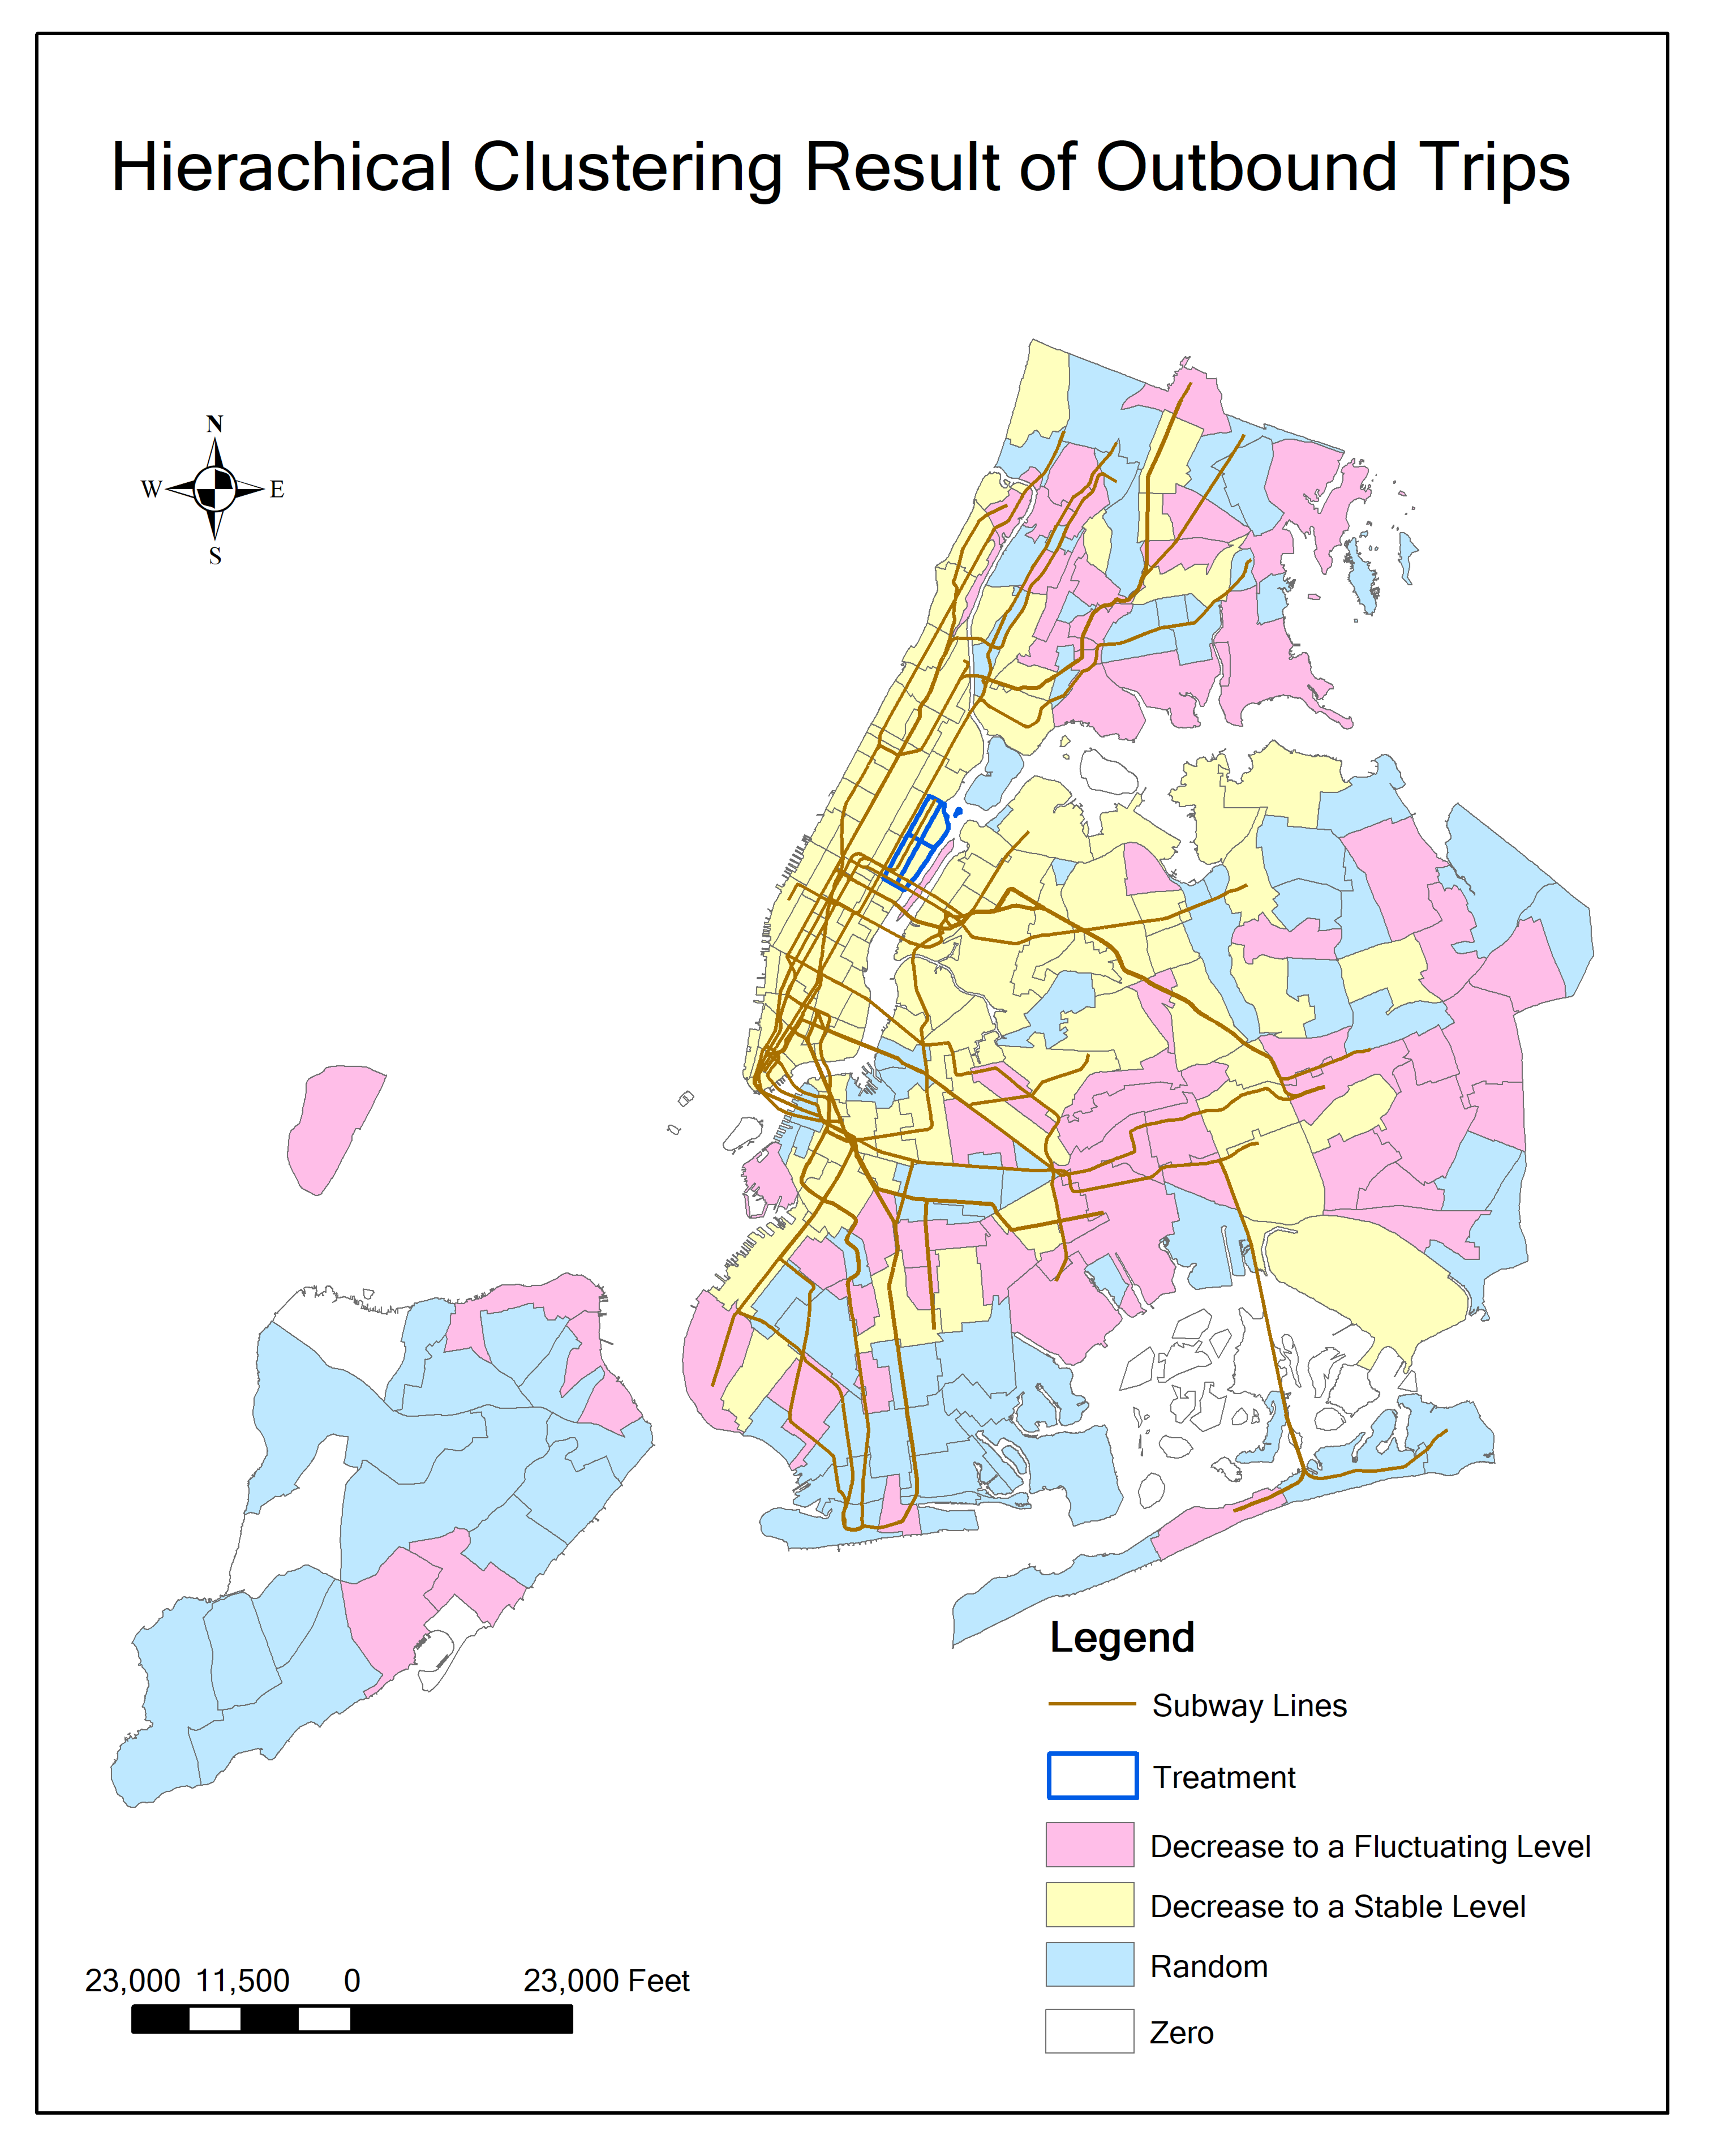 Hierachical Clustering Result of Outbound Trips
N
W E
S
Legend
Subway Lines
Treatment
Decrease to a Fluctuating Level
Decrease to a Stable Level
Random
Zero
23,000 11,500 0 23,000 Feet